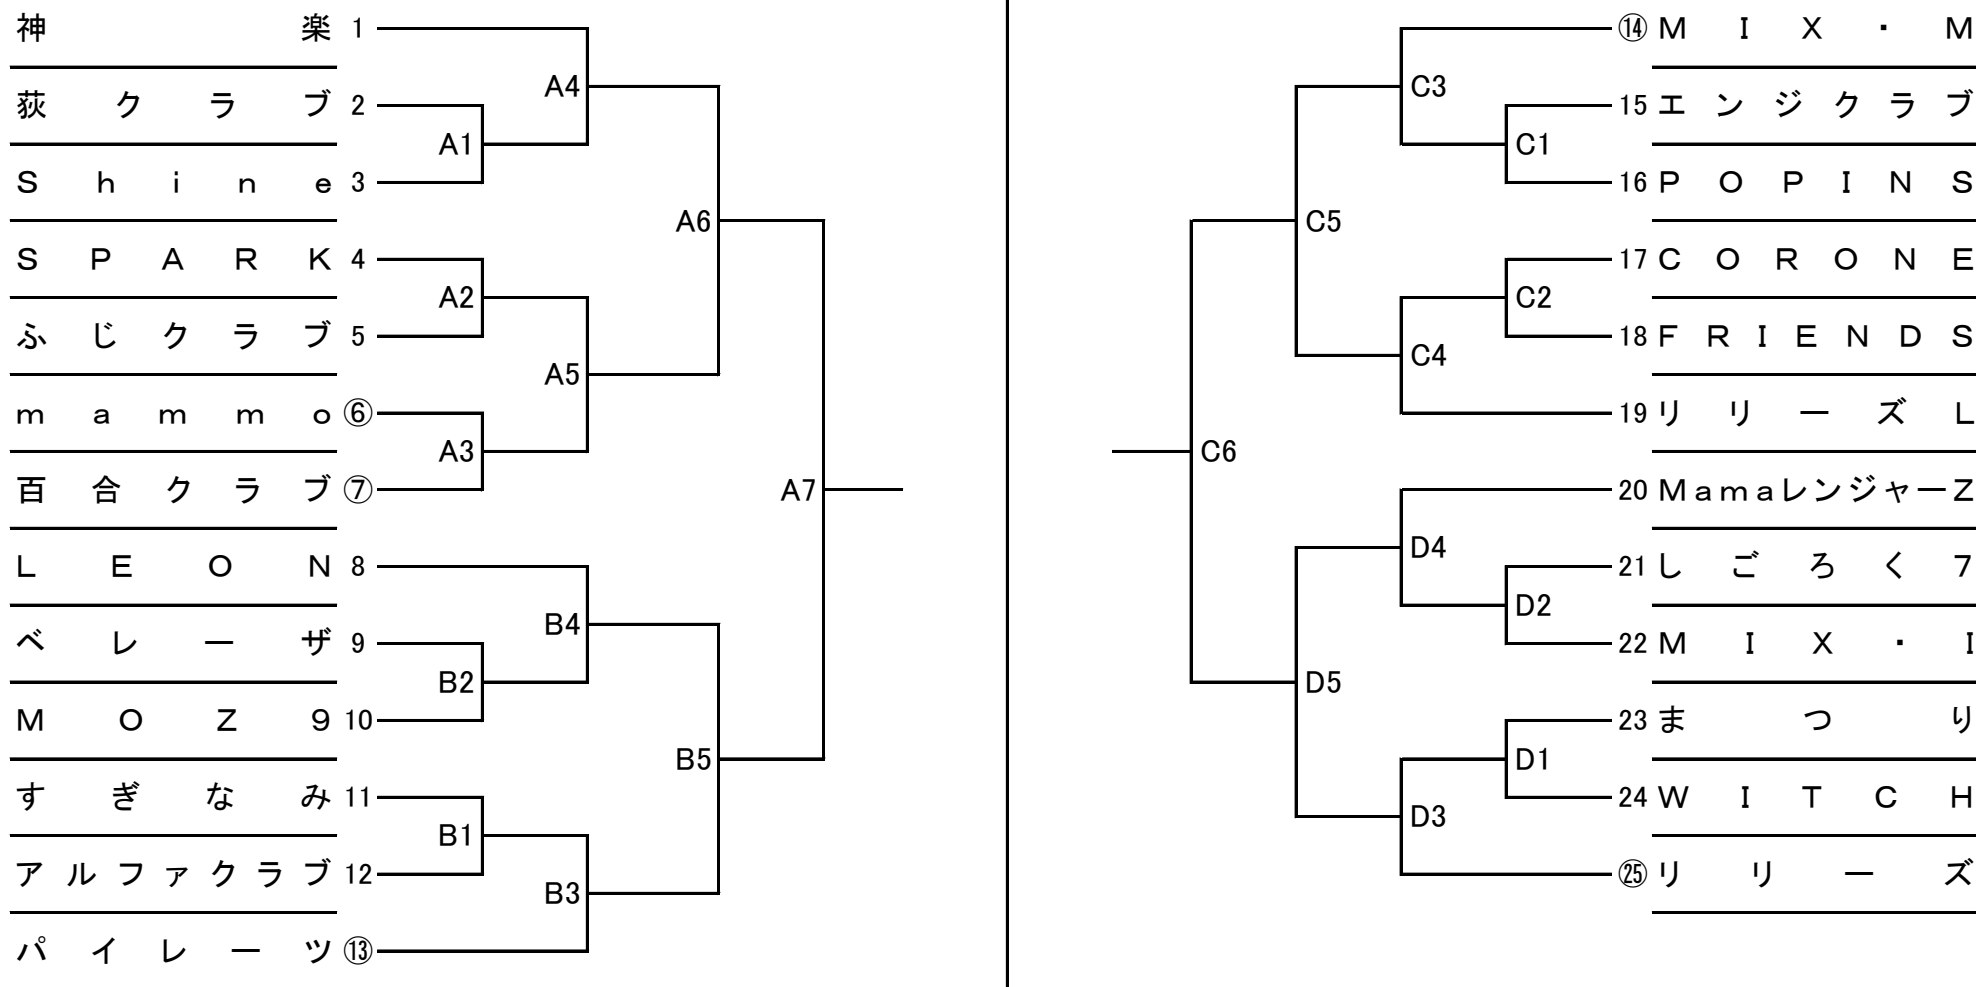 神楽 1
荻クラブ 2
Shine 3
SPARK 4
ふじクラブ 5
mammo ⑥
百合クラブ ⑦
LEON 8
ベレーザ 9
MOZ9 10
すぎなみ 11
アルファクラブ 12
パイレーツ ⑬
A4
A1
A6
A2
A5
A3
A7
B4
B2
B5
B1
B3
⑭ MIX・M
15 エンジクラブ
16 POPINS
17 CORONE
18 FRIENDS
19 リリーズL
20 MamaレンジャーZ
21 しごろく7
22 MIX・I
23 まつり
24 WITCH
㉕ リリーズ
C3
C1
C5
C2
C4
C6
D4
D2
D5
D1
D3